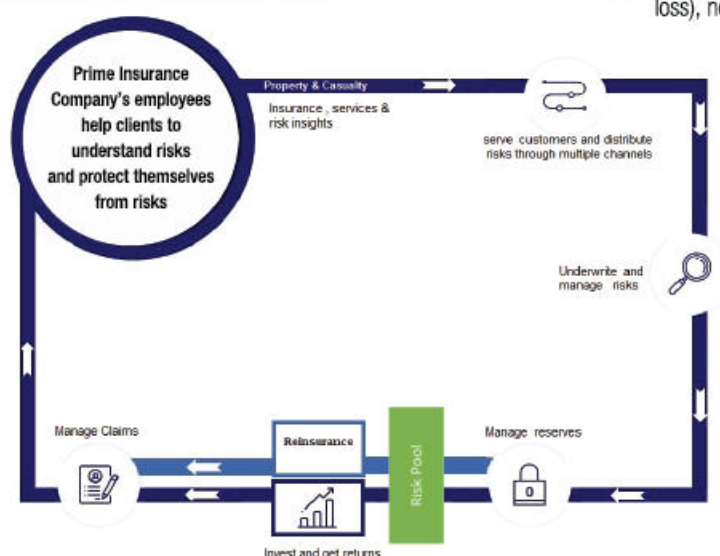 loss), n
Prime Insurance
Company's employees
help clients to
understand risks
and protect themselves
from risks
Property & Casualty
Insurance , services &
risk insights
serve customers and distribute
risks through multiple channels
Underwrite and
manage risks
Manage Claims
Reinsurance
Risk Pool
Manage reserves
0
Invest and get returns